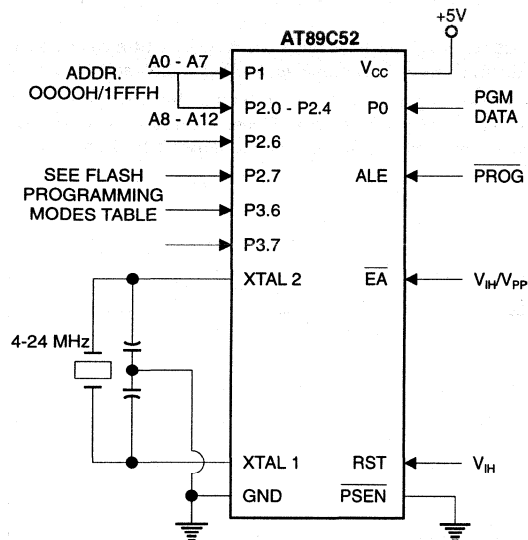 +5V
AT89C52
A0 - A7
ADDR.
OOOOH/1FFFH
A8 - A12
SEE FLASH
PROGRAMMING
MODES TABLE
4-24 MHz
P1
P2.0 - P2.4
P2.6
P2.7
P3.6
P3.7
XTAL 2
XTAL 1
GND
VCC
P0
ALE
EA
RST
PSEN
PGM
DATA
PROG
VIH/VPP
VIH